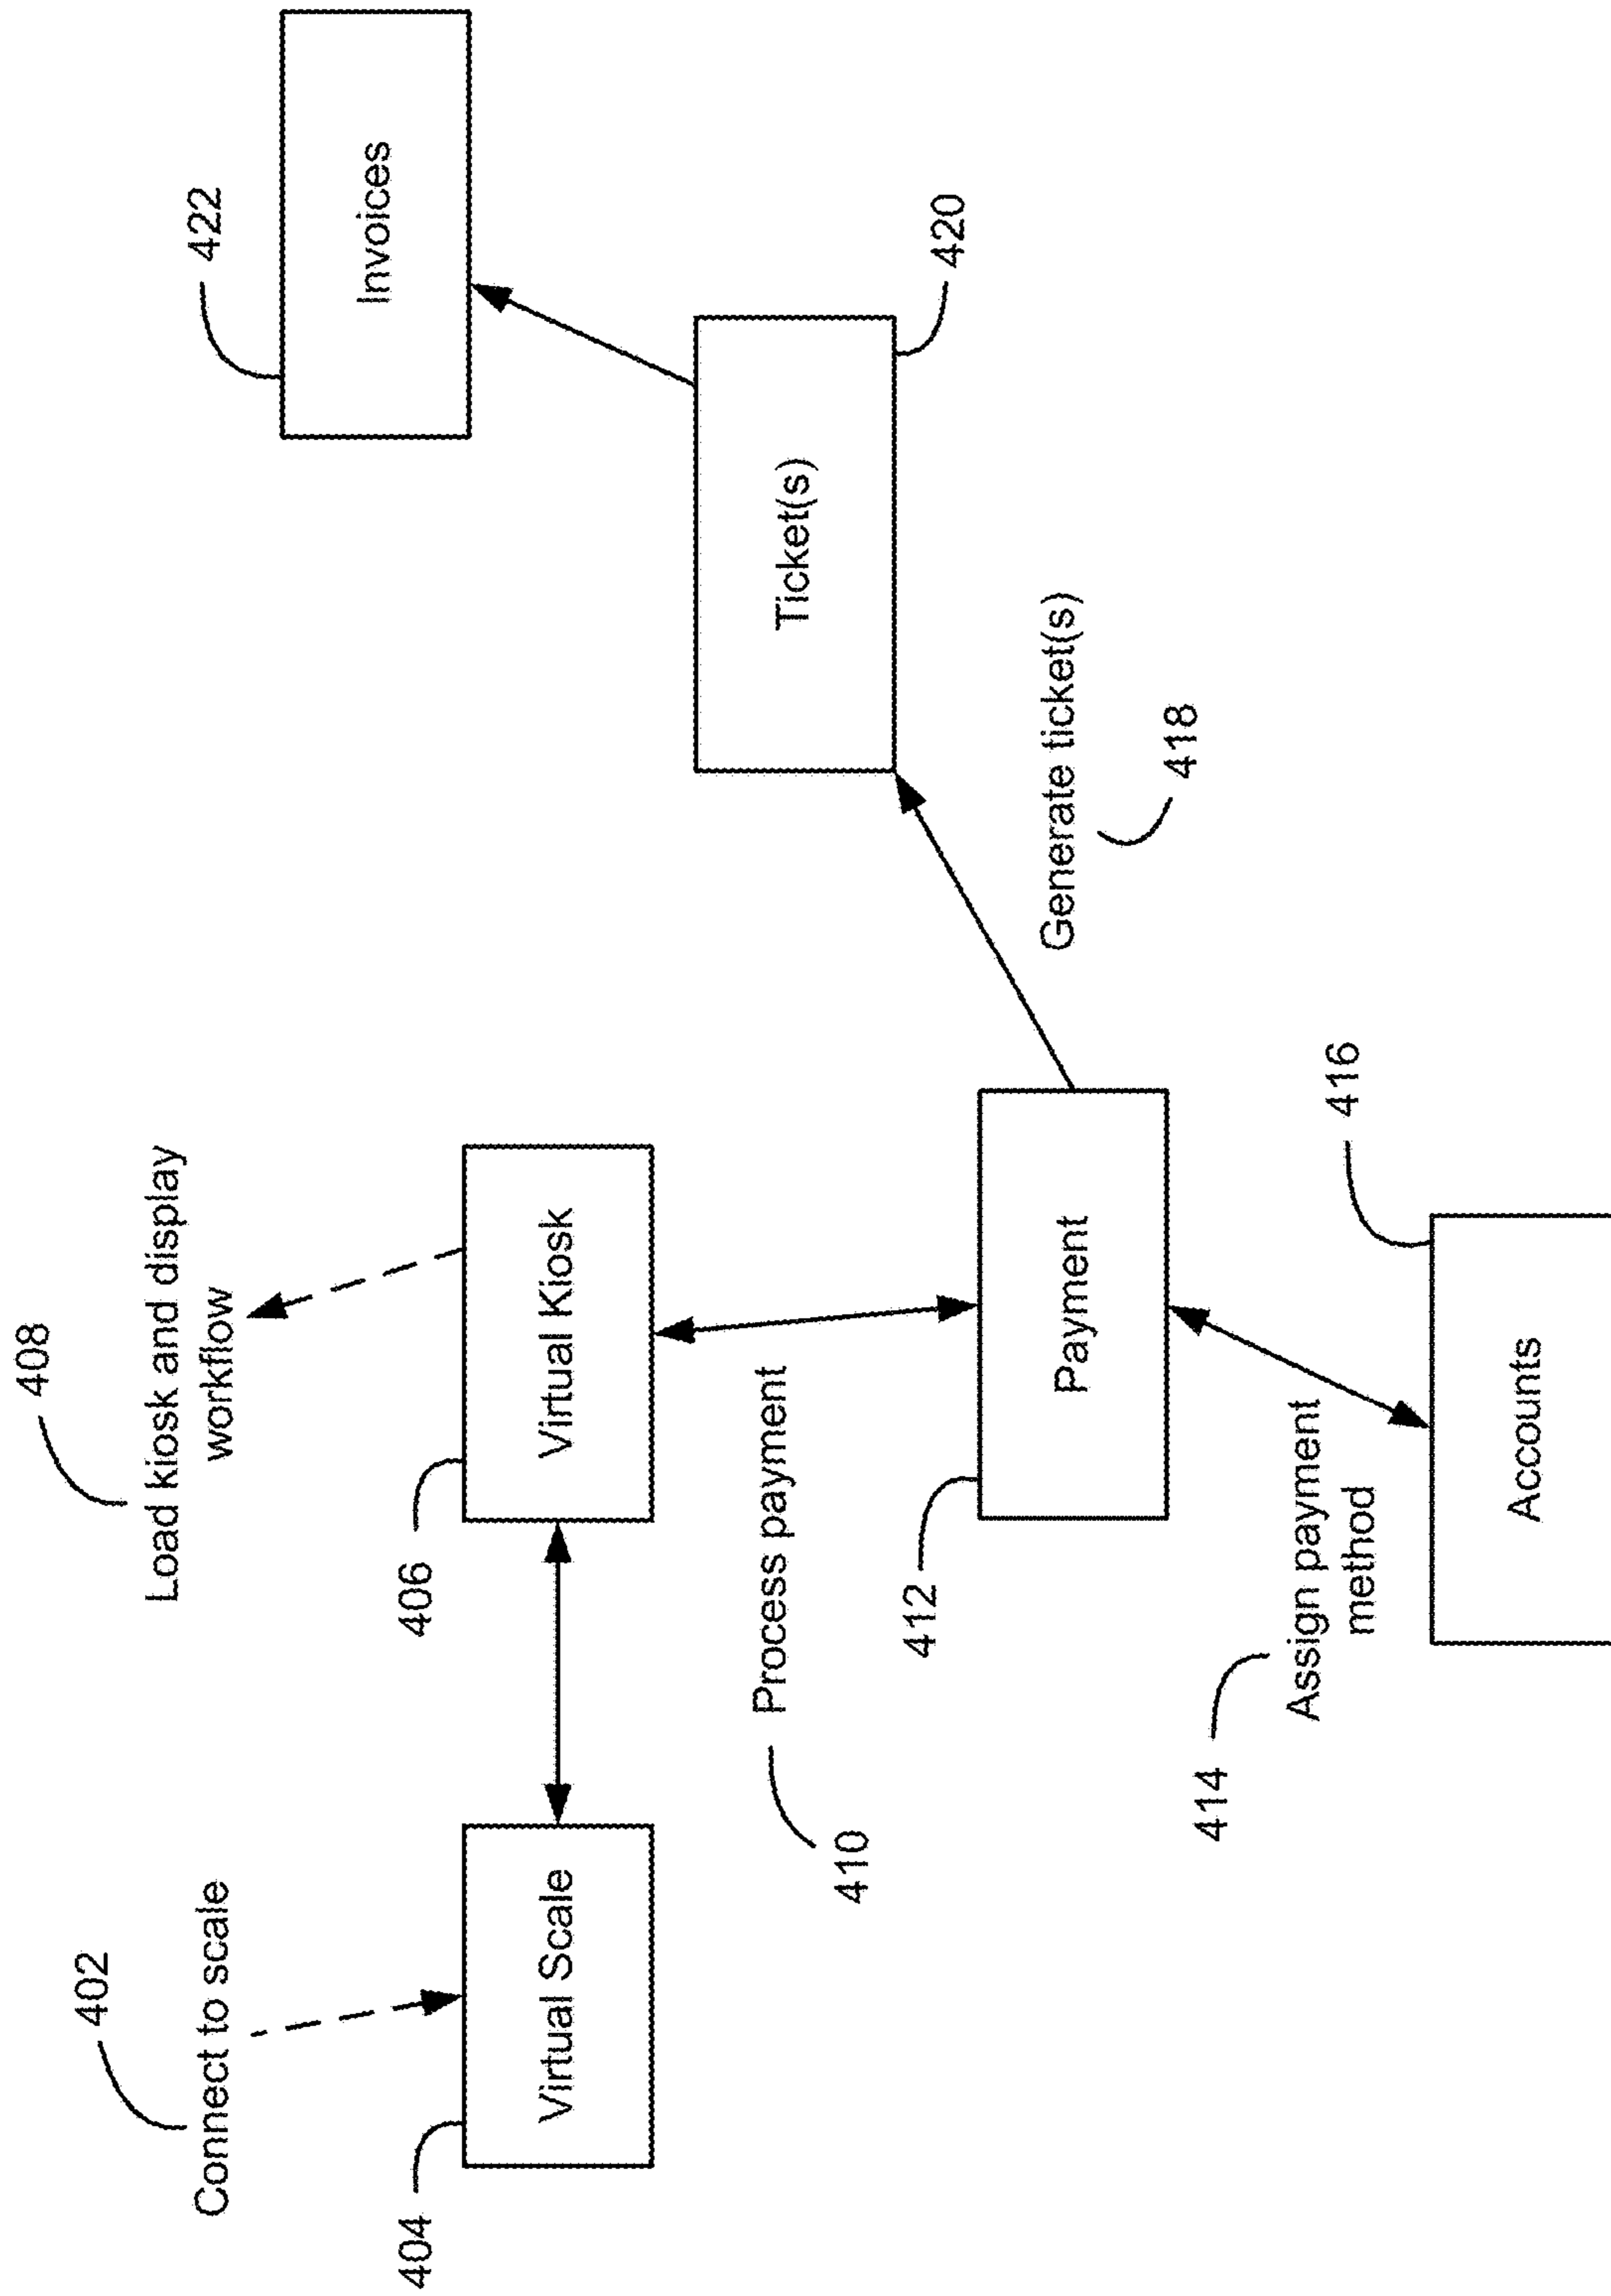 402
Connect to scale
404
Virtual Scale
408
Load kiosk and display
workflow
406
Virtual Kiosk
410
Process payment
412
Payment
414
Assign payment
method
416
Accounts
Generate ticket(s)
418
Ticket(s)
420
422
Invoices